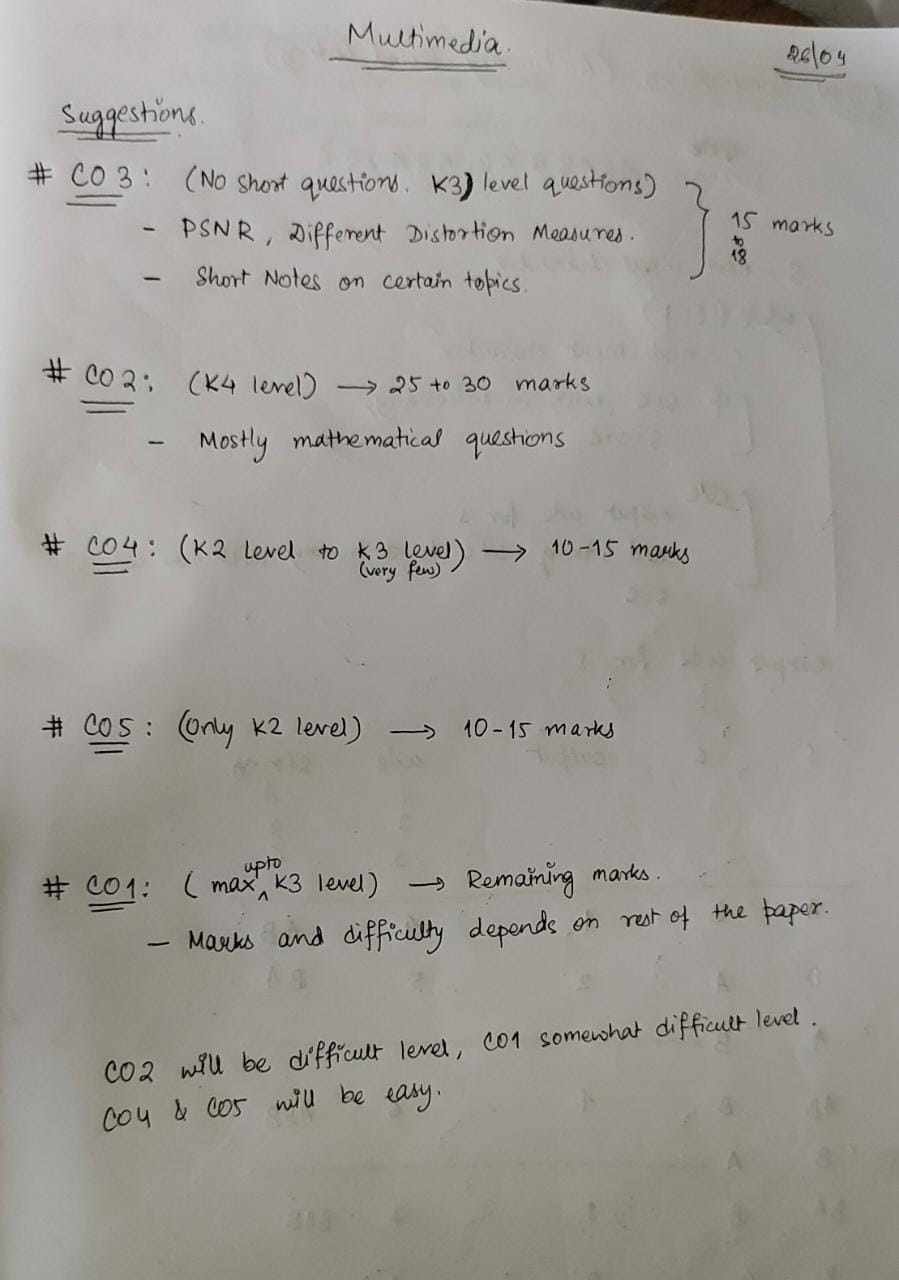 Multimedia.
26/04
Suggestions.
# CO3: (No short questions. K3) level questions)
- PSNR, Different Distortion Measures.
- Short Notes on certain topics.
15 marks
to
18
# CO2: (K4 level) → 25 to 30 marks
- Mostly mathematical questions
# CO4: (K2 Level to K3 level) → 10-15 marks
(very few)
# CO5: (Only K2 level) → 10-15 marks
upto
# CO1: (max ^ K3 level) → Remaining marks.
- Marks and difficulty depends on rest of the paper.
CO2 will be difficult level, CO1 somewhat difficult level.
CO4 & CO5 will be easy.